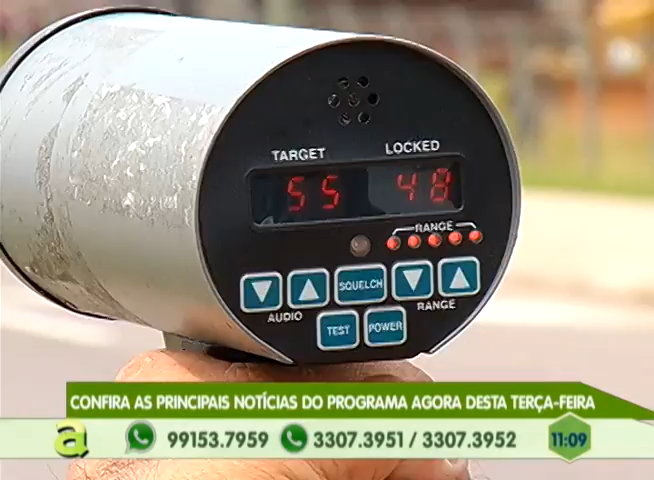 TARGET LOCKED
55 48
RANGE
SQUELCH
AUDIO RANGE
TEST POWER
CONFIRA AS PRINCIPAIS NOTÍCIAS DO PROGRAMA AGORA DESTA TERÇA-FEIRA
a 99153.7959 3307.3951 / 3307.3952 11:09